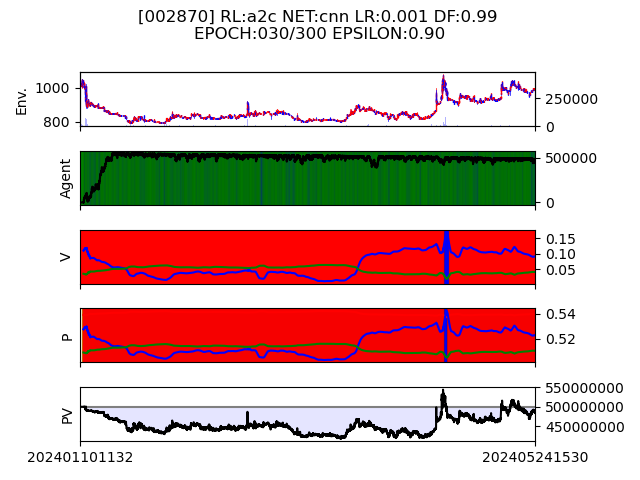 [002870] RL:a2c NET:cnn LR:0.001 DF:0.99
EPOCH:030/300 EPSILON:0.90
Env.
1000
800
250000
0
Agent
500000
0
V
0.15
0.10
0.05
P
0.54
0.52
PV
550000000
500000000
450000000
202401101132
202405241530